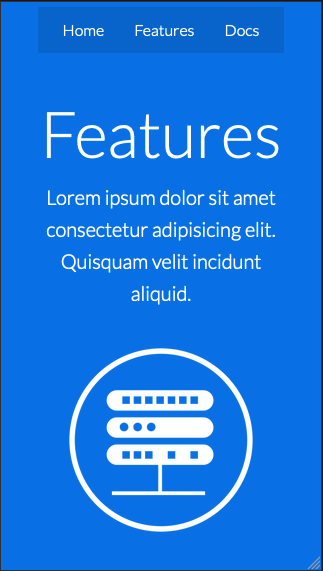 Home Features Docs
Features
Lorem ipsum dolor sit amet
consectetur adipisicing elit.
Quisquam velit incidunt
aliquid.